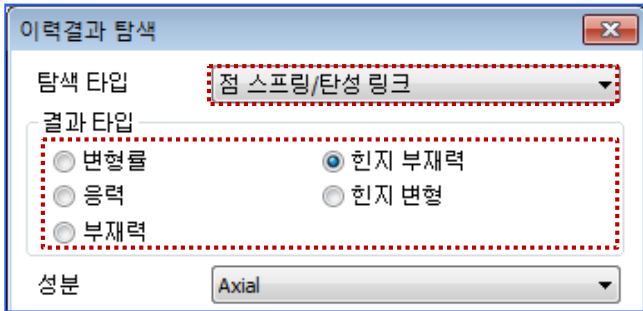 이력결과 탐색
탐색 타입 점 스프링/탄성 링크
결과 타입
변형률 힌지 부재력
응력 힌지 변형
부재력
성분 Axial